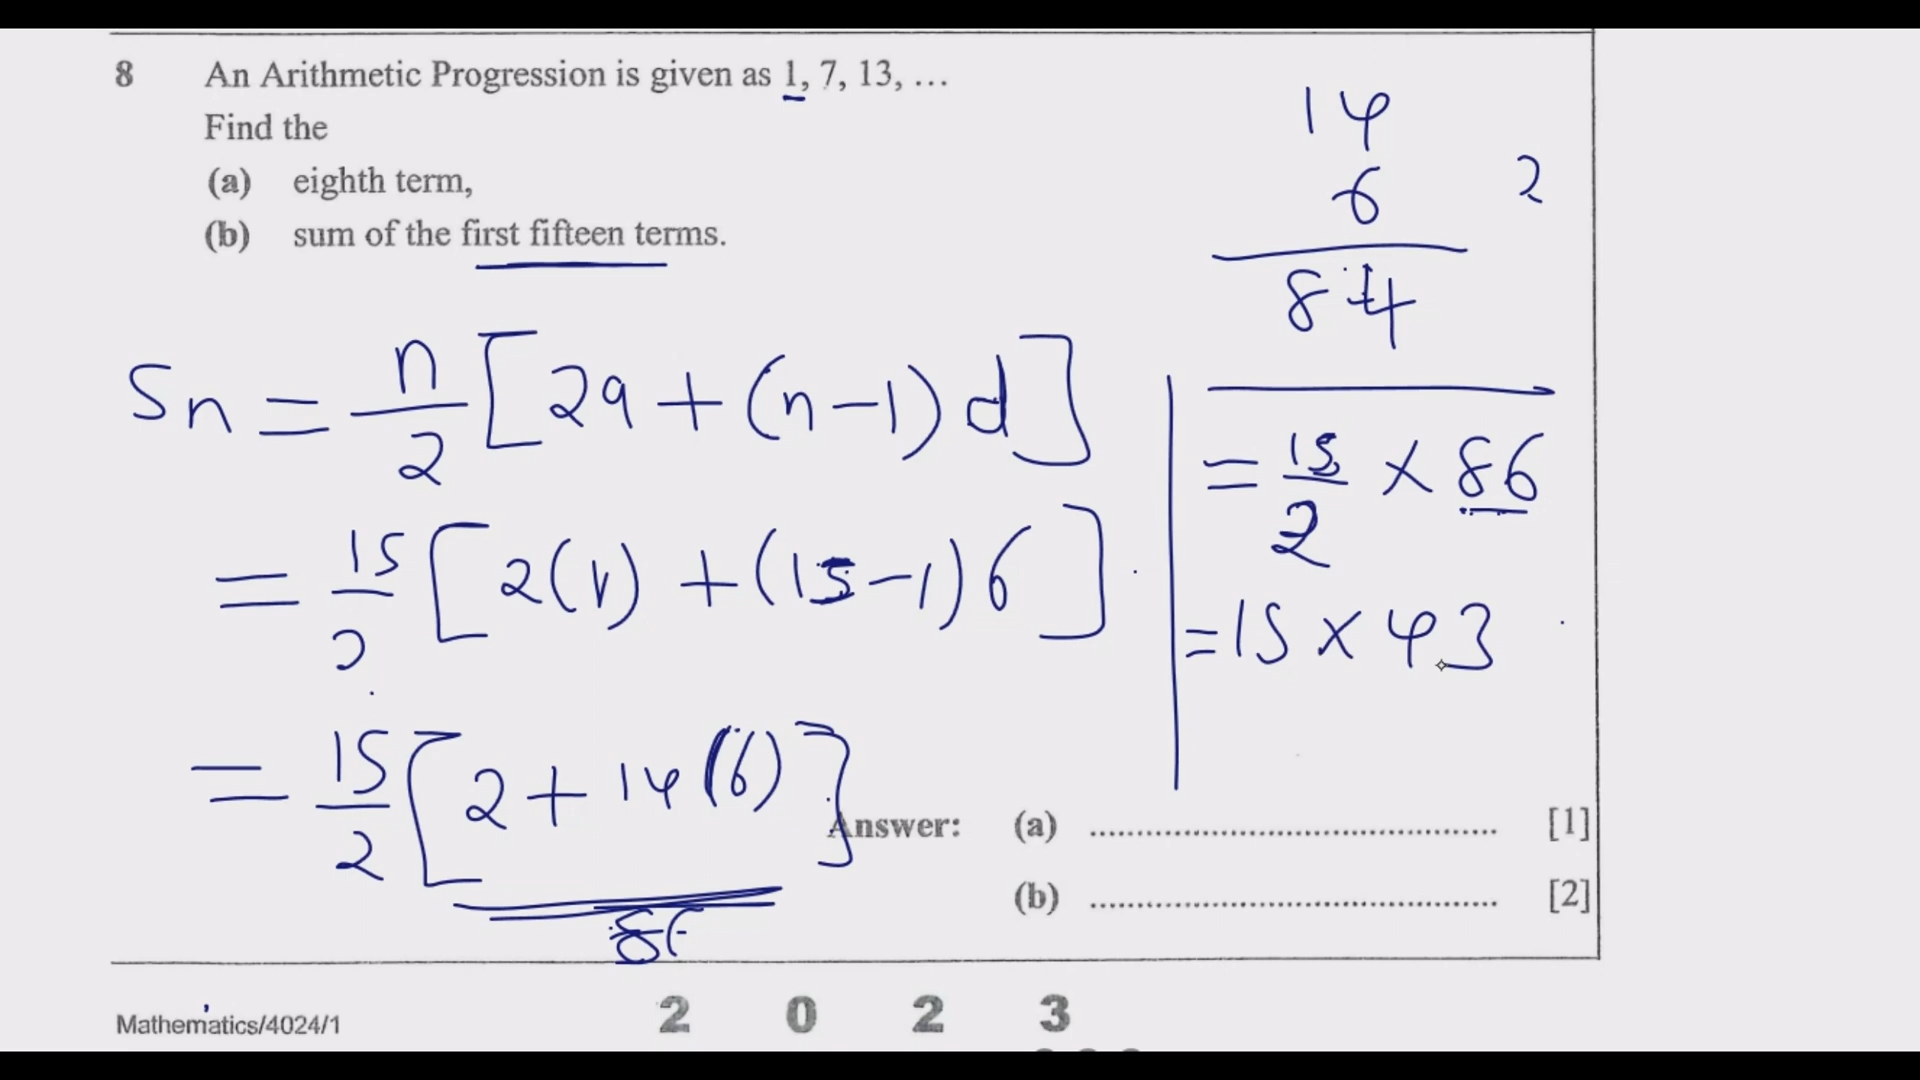 8 An Arithmetic Progression is given as 1, 7, 13, ...
Find the
(a) eighth term,
(b) sum of the first fifteen terms.
14
6
2
84
Sn = n/2 [2a + (n-1) d]
= 15/2 [2(1) + (15-1) 6]
= 15/2 [2 + 14(6)]
86
= 15/2 × 86
= 15 × 43
Answer: (a) ................................ [1]
(b) ................................ [2]
Mathematics/4024/1
2 0 2 3